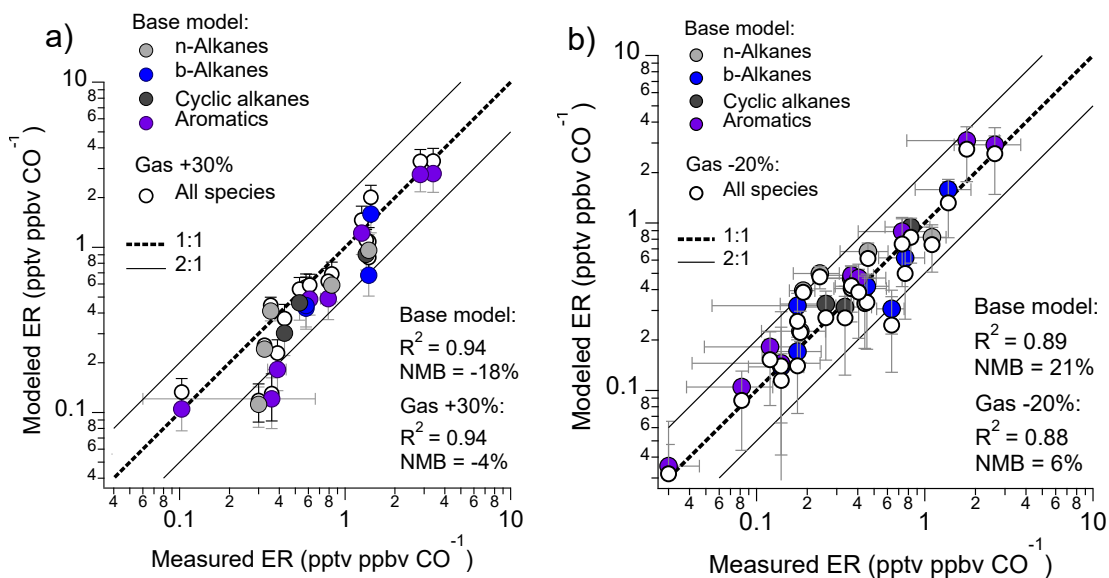 a)
Base model:
n-Alkanes
b-Alkanes
Cyclic alkanes
Aromatics
Gas +30%
All species
1:1
2:1
Base model:
R² = 0.94
NMB = -18%
Gas +30%:
R² = 0.94
NMB = -4%
Modeled ER (pptv ppbv CO⁻¹)
10
8
6
4
2
1
8
6
4
2
0.1
8
6
4
4
6
8
0.1
2
4
6
8
1
2
4
6
8
10
Measured ER (pptv ppbv CO⁻¹)
b)
Base model:
n-Alkanes
b-Alkanes
Cyclic alkanes
Aromatics
Gas -20%:
All species
1:1
2:1
Base model:
R² = 0.89
NMB = 21%
Gas -20%:
R² = 0.88
NMB = 6%
Modeled ER (pptv ppbv CO⁻¹)
10
8
6
4
2
1
8
6
4
2
0.1
8
6
4
4
6
8
0.1
2
4
6
8
1
2
4
6
8
10
Measured ER (pptv ppbv CO⁻¹)